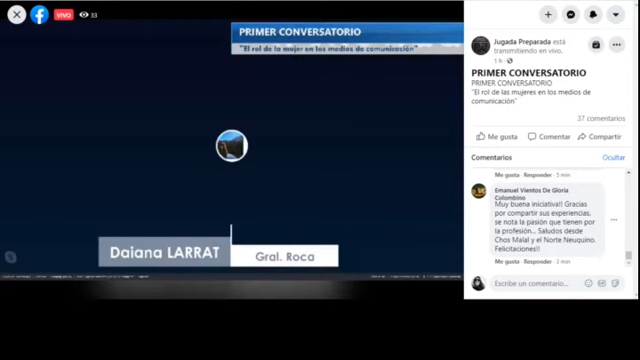 VIVO
33
PRIMER CONVERSATORIO
"El rol de la mujer en los medios de comunicación"
Daiana LARRAT
Gral. Roca
Jugada Preparada está
transmitiendo en vivo.
1 h
PRIMER CONVERSATORIO
PRIMER CONVERSATORIO
"El rol de las mujeres en los medios de
comunicación"
37 comentarios
Me gusta
Comentar
Compartir
Comentarios
Ocultar
Me gusta · Responder · 3 min
Emanuel Vientos De Gloria
Colombino
Muy buena iniciativa!! Gracias
por compartir sus experiencias,
se nota la pasión que tienen por
la profesión... Saludos desde
Chos Malal y el Norte Neuquino.
Felicitaciones!!
Me gusta · Responder · 3 min
Escribe un comentario...